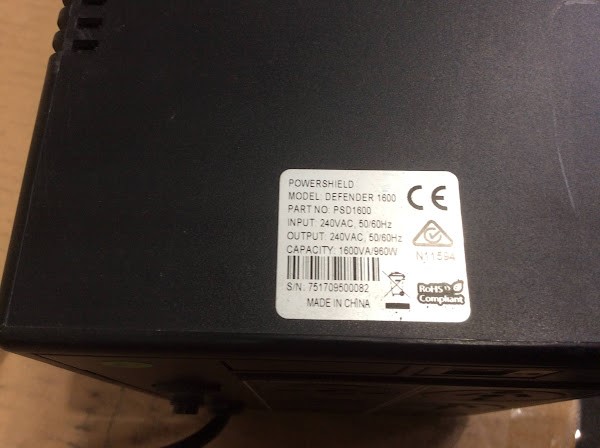 POWERSHIELD
MODEL: DEFENDER 1600
PART NO: PSD1600
INPUT: 240VAC, 50/60Hz
OUTPUT: 240VAC, 50/60Hz
CAPACITY: 1600VA/960W
S/N: 751709500082
MADE IN CHINA
CE
N11594
RoHS
Compliant